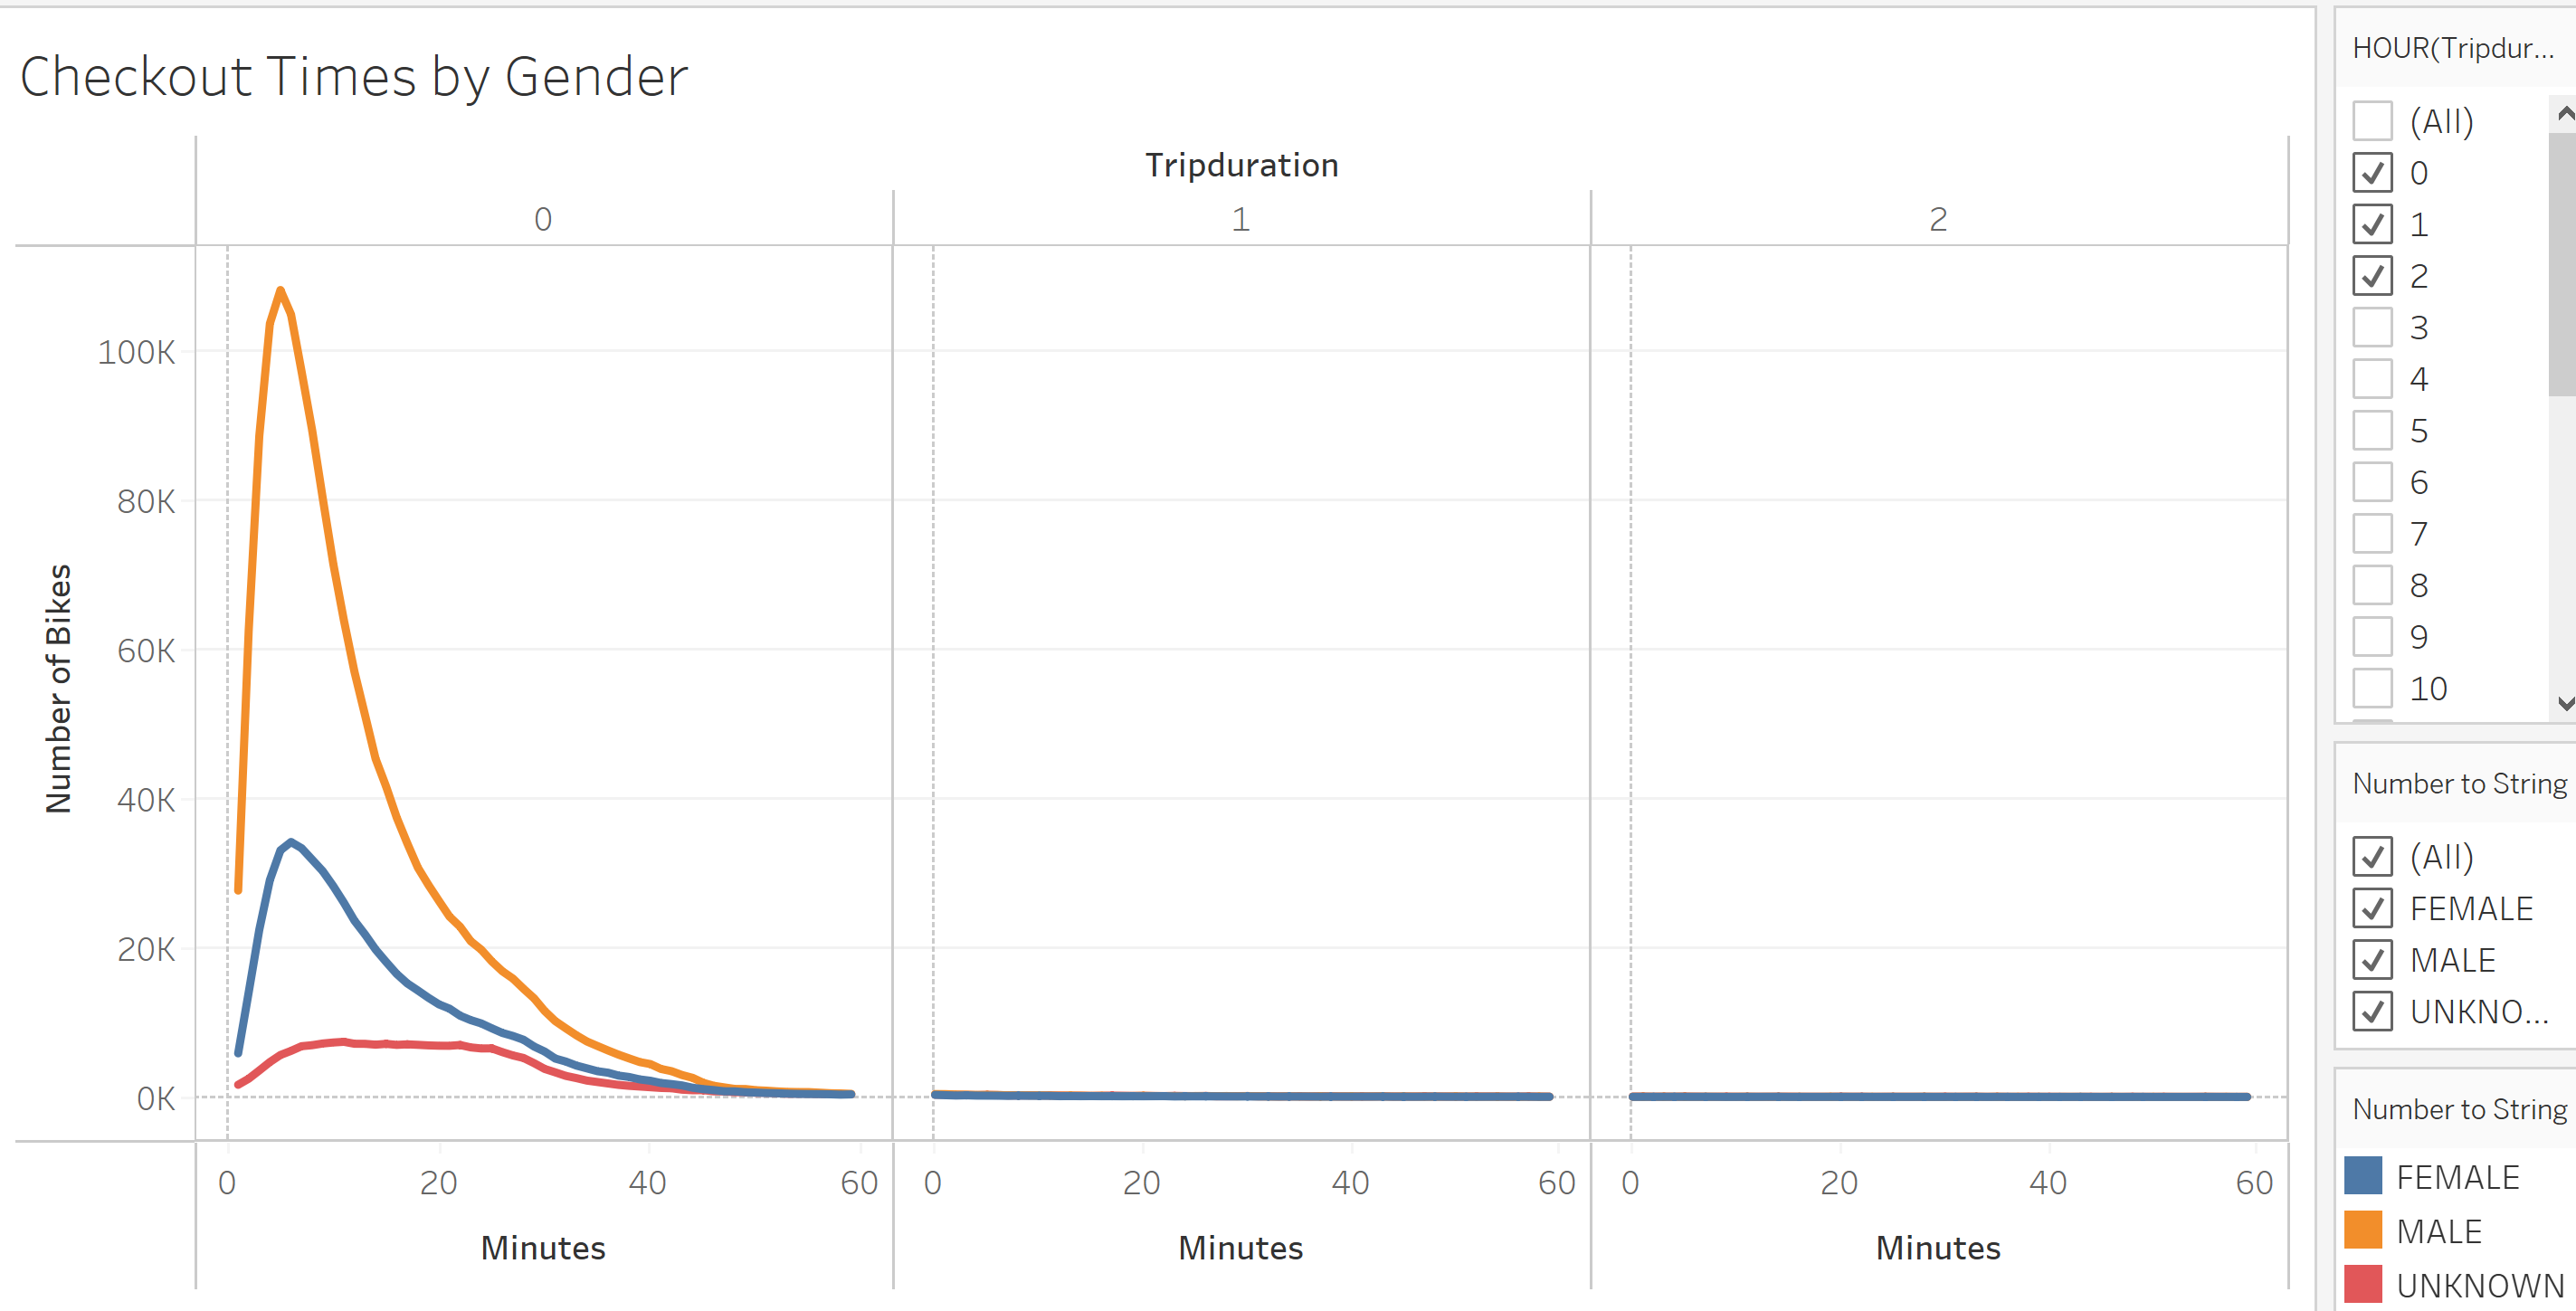 Checkout Times by Gender
Tripduration
0 1 2
100K
80K
60K
40K
20K
0K
Number of Bikes
0 20 40 60 0 20 40 60 0 20 40 60
Minutes Minutes Minutes
HOUR(Tripdur...
(All)
0
1
2
3
4
5
6
7
8
9
10
Number to String
(All)
FEMALE
MALE
UNKNO...
Number to String
FEMALE
MALE
UNKNOWN